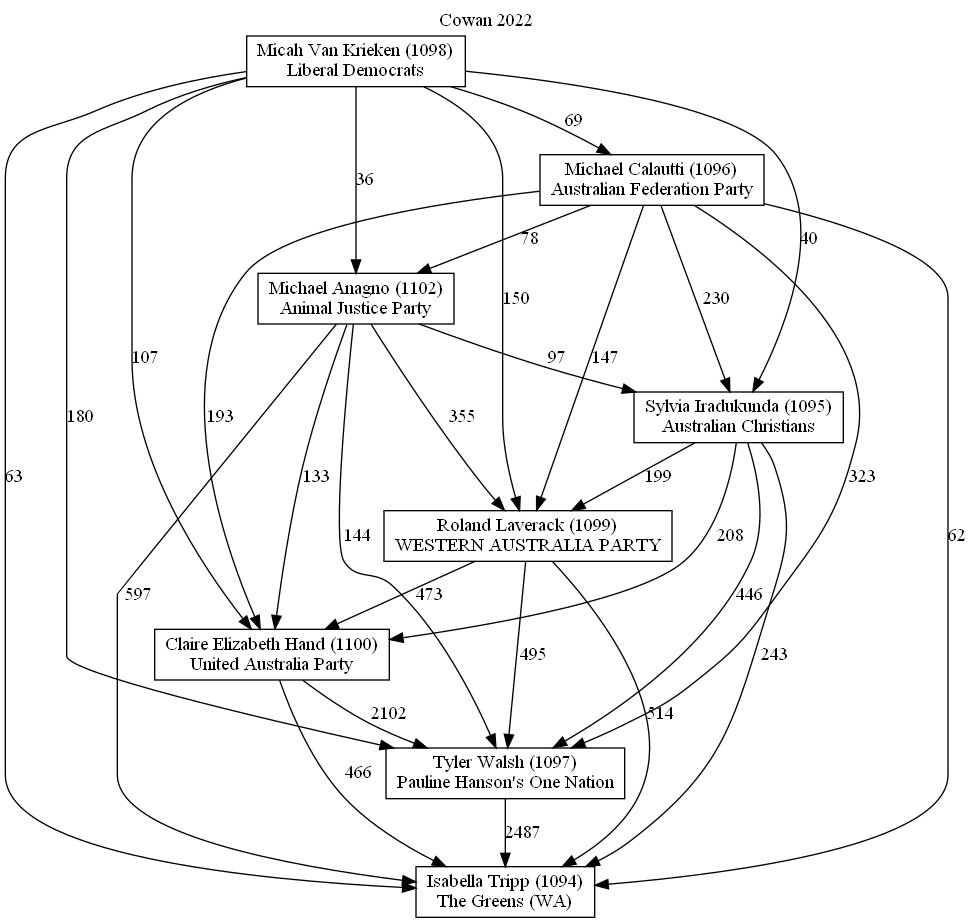 Cowan 2022
Micah Van Krieken (1098)
Liberal Democrats
69
Michael Calautti (1096)
Australian Federation Party
36
78
40
Michael Anagno (1102)
Animal Justice Party
150
230
107
97
147
Sylvia Iradukunda (1095)
Australian Christians
180
193
355
63
133
199
323
Roland Laverack (1099)
WESTERN AUSTRALIA PARTY
144
208
62
597
473
446
Claire Elizabeth Hand (1100)
United Australia Party
495
243
2102
514
466
Tyler Walsh (1097)
Pauline Hanson's One Nation
2487
Isabella Tripp (1094)
The Greens (WA)